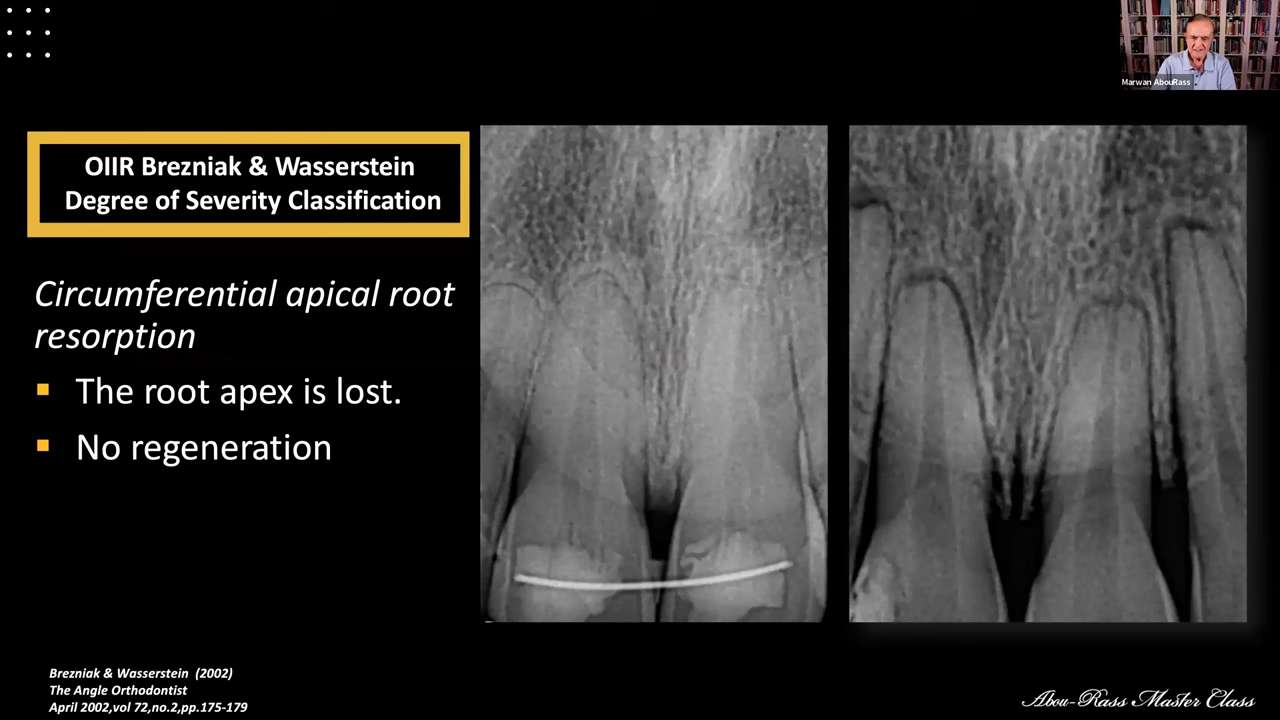 Marwan AbouRass
OIIR Brezniak & Wasserstein
Degree of Severity Classification
Circumferential apical root
resorption
The root apex is lost.
No regeneration
Brezniak & Wasserstein (2002)
The Angle Orthodontist
April 2002,vol 72,no.2,pp.175-179
Abou-Rass Master Class